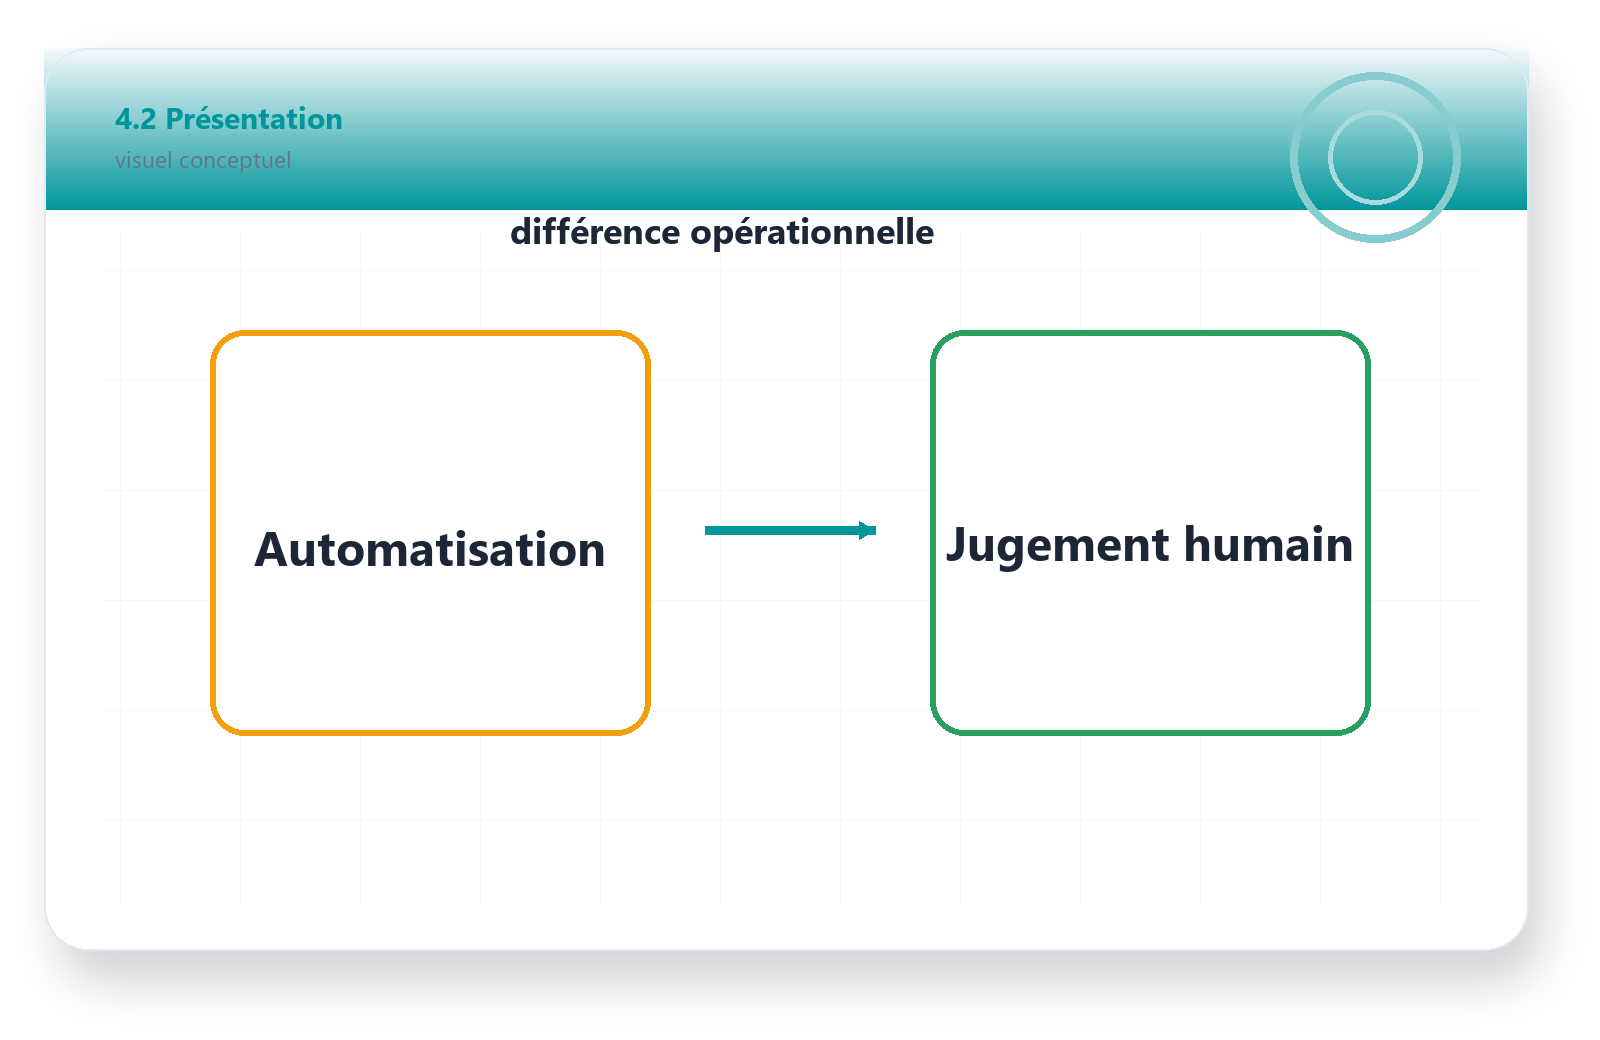 4.2 Présentation
visuel conceptuel
différence opérationnelle
Automatisation
Jugement humain